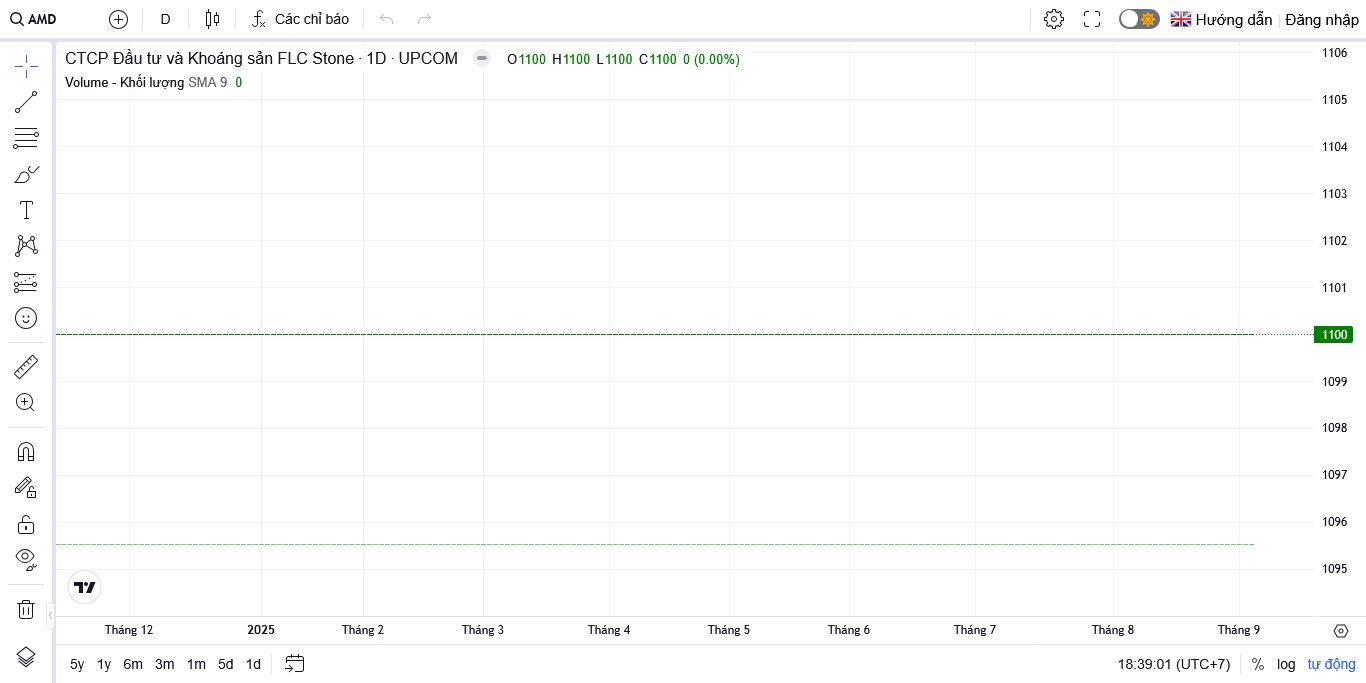 AMD D Các chỉ báo Hướng dẫn Đăng nhập
CTCP Đầu tư và Khoáng sản FLC Stone · 1D · UPCOM O1100 H1100 L1100 C1100 0 (0.00%)
Volume - Khối lượng SMA 9 0
1106
1105
1104
1103
1102
1101
1100
1099
1098
1097
1096
1095
Tháng 12 2025 Tháng 2 Tháng 3 Tháng 4 Tháng 5 Tháng 6 Tháng 7 Tháng 8 Tháng 9
5y 1y 6m 3m 1m 5d 1d 18:39:01 (UTC+7) % log tự động